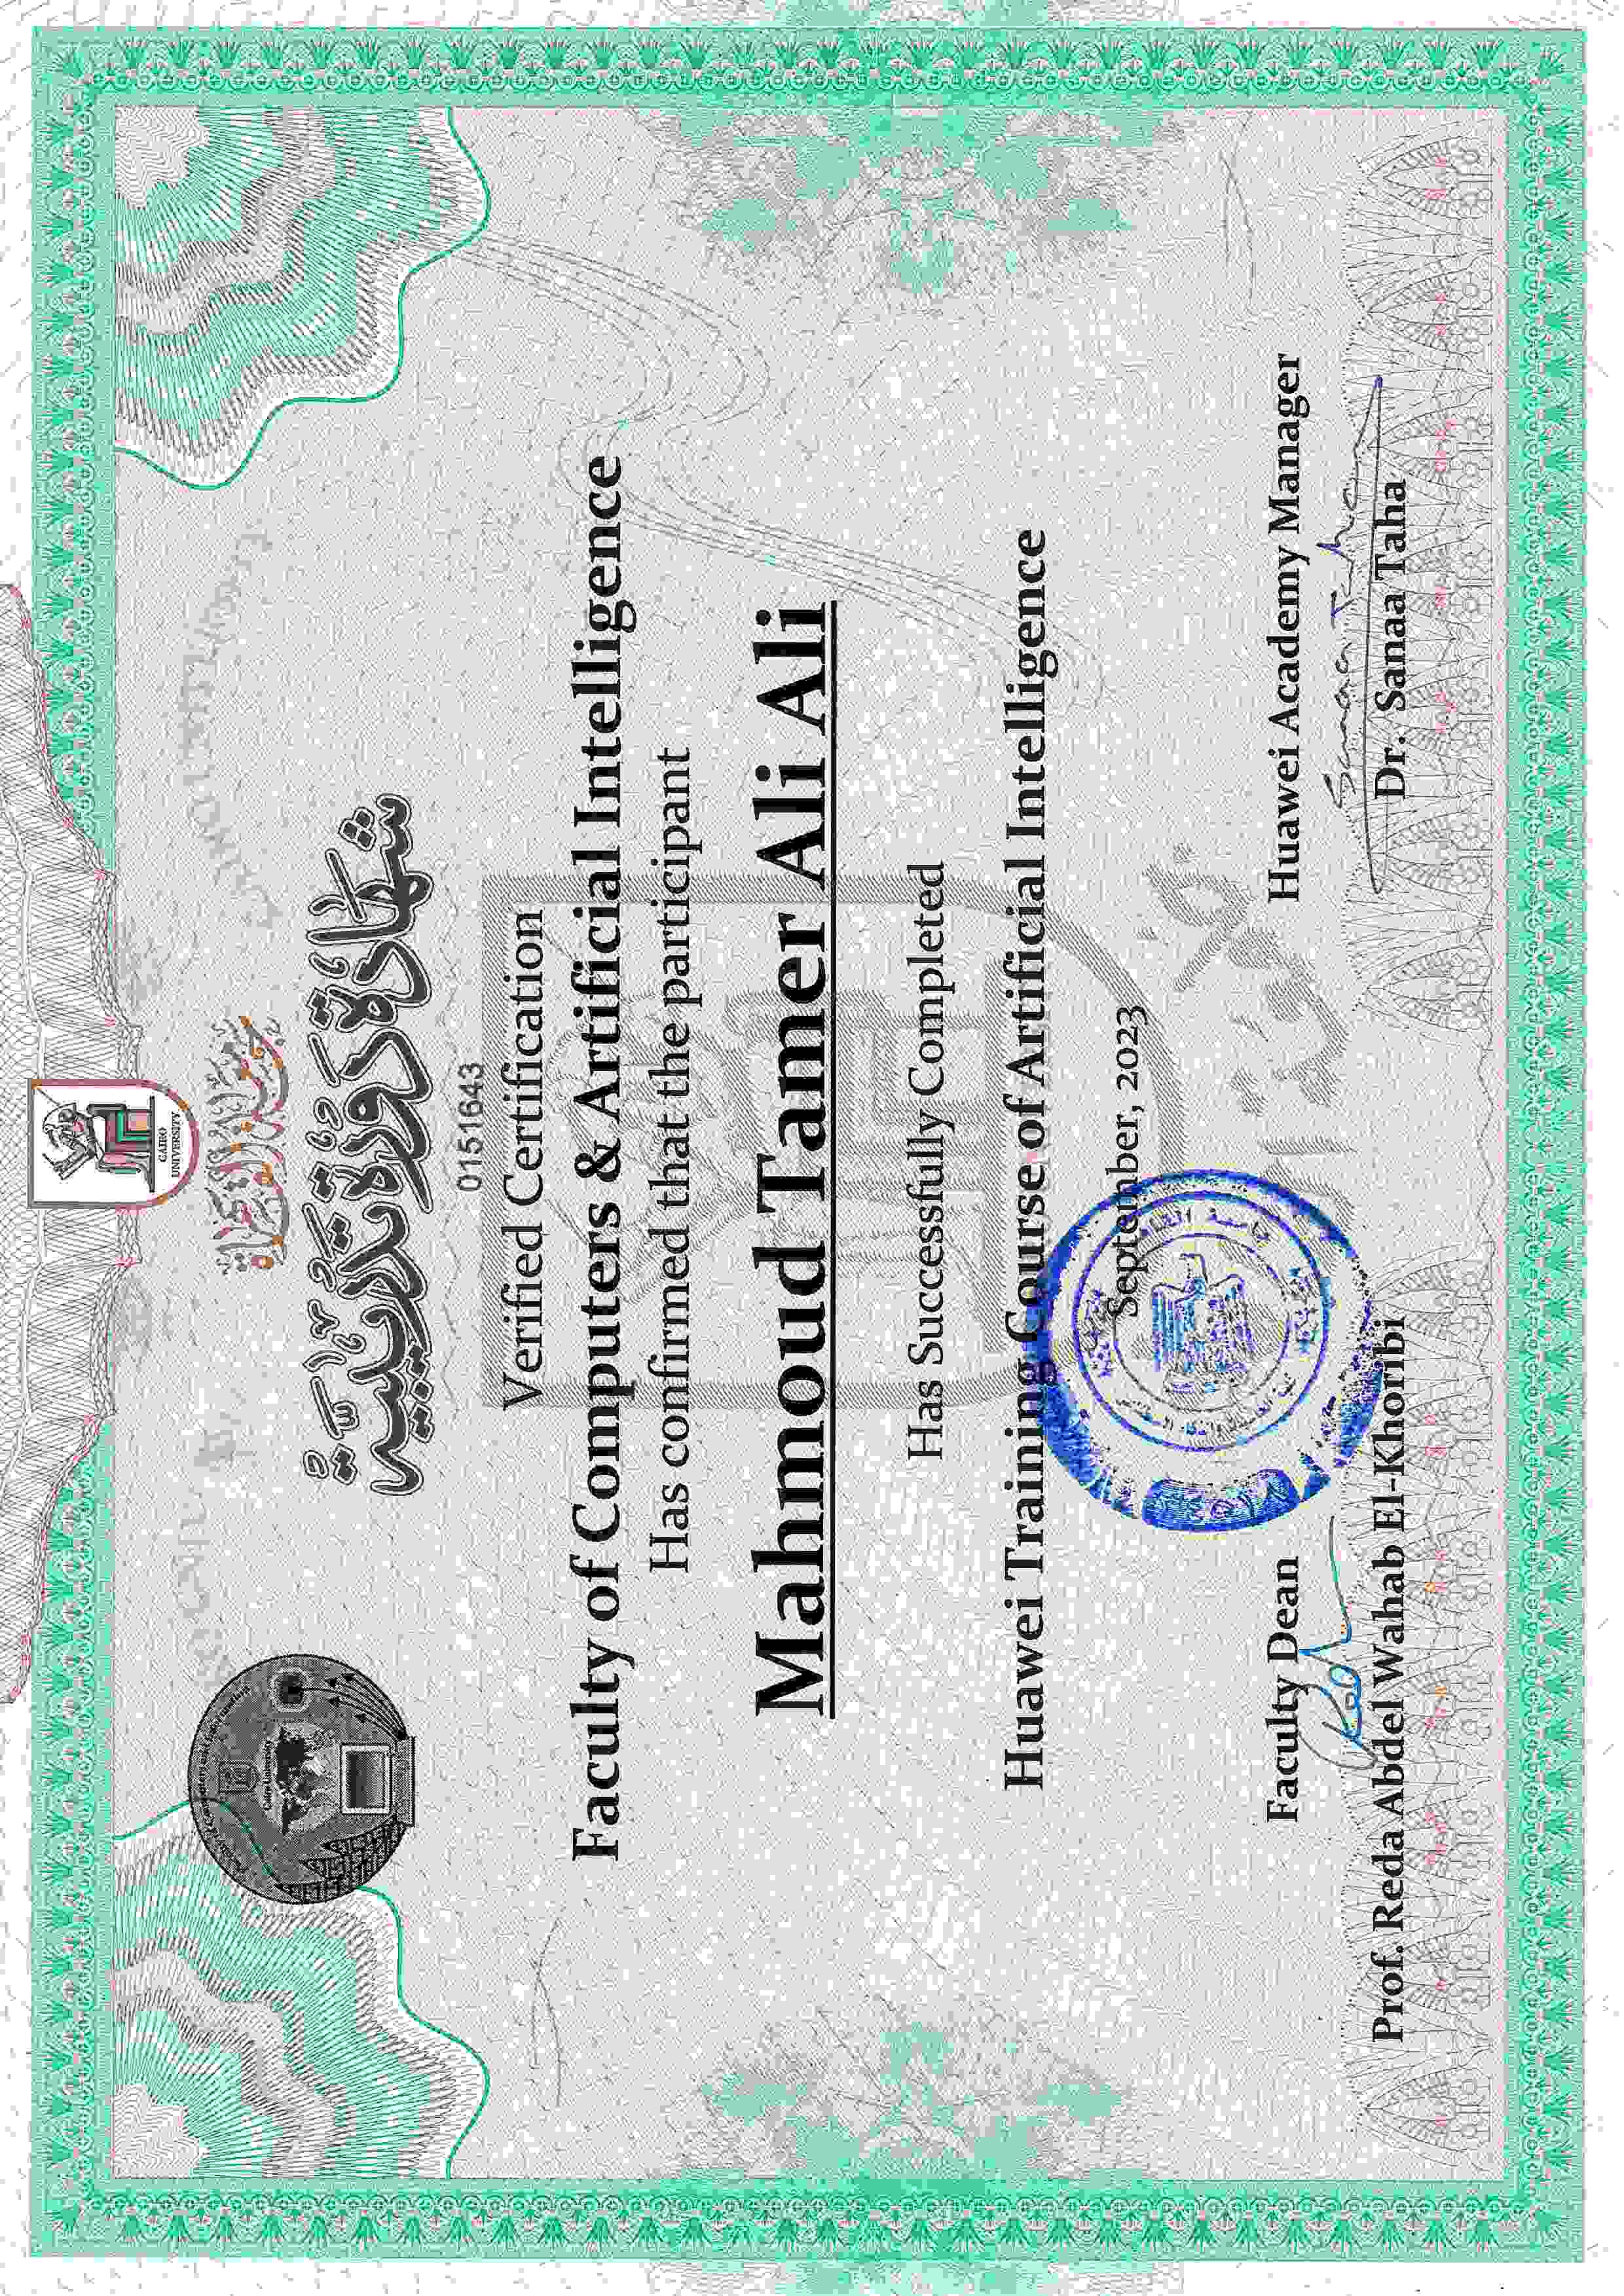 CAIRO
UNIVERSITY
جامعة القاهرة
Cairo University
شهادة دورة تدريبية
0151643
Verified Certification
Faculty of Computers & Artificial Intelligence
Has confirmed that the participant
Mahmoud Tamer Ali Ali
Has Successfully Completed
Huawei Training Course of Artificial Intelligence
September, 2023
Faculty Dean
Huawei Academy Manager
Sanaa Taha
Prof. Reda Abdel Wahab El-Khoribi
Dr. Sanaa Taha